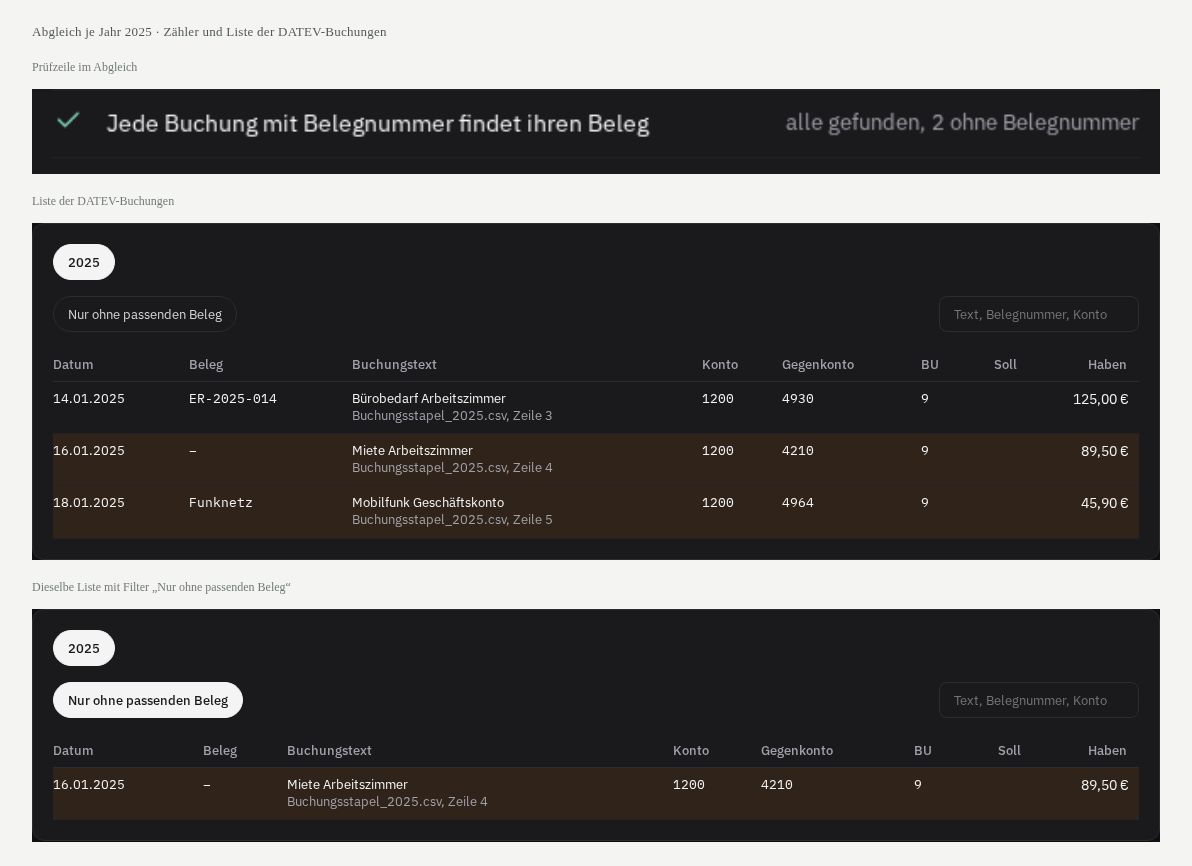 Abgleich je Jahr 2025 · Zähler und Liste der DATEV-Buchungen
Prüfzeile im Abgleich
Jede Buchung mit Belegnummer findet ihren Beleg alle gefunden, 2 ohne Belegnummer
Liste der DATEV-Buchungen
2025
Nur ohne passenden Beleg Text, Belegnummer, Konto
Datum Beleg Buchungstext Konto Gegenkonto BU Soll Haben
14.01.2025 ER-2025-014 Bürobedarf Arbeitszimmer 1200 4930 9 125,00 €
Buchungsstapel_2025.csv, Zeile 3
16.01.2025 – Miete Arbeitszimmer 1200 4210 9 89,50 €
Buchungsstapel_2025.csv, Zeile 4
18.01.2025 Funknetz Mobilfunk Geschäftskonto 1200 4964 9 45,90 €
Buchungsstapel_2025.csv, Zeile 5
Dieselbe Liste mit Filter „Nur ohne passenden Beleg“
2025
Nur ohne passenden Beleg Text, Belegnummer, Konto
Datum Beleg Buchungstext Konto Gegenkonto BU Soll Haben
16.01.2025 – Miete Arbeitszimmer 1200 4210 9 89,50 €
Buchungsstapel_2025.csv, Zeile 4